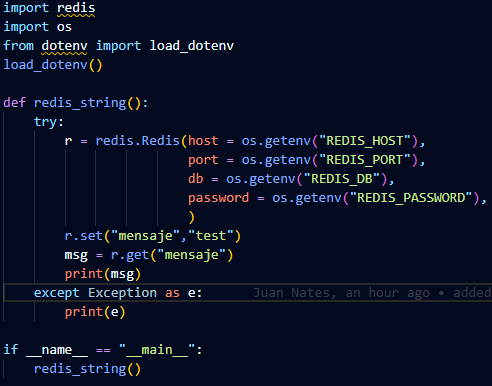 import redis
import os
from dotenv import load_dotenv
load_dotenv()

def redis_string():
    try:
        r = redis.Redis(host = os.getenv("REDIS_HOST"),
                        port = os.getenv("REDIS_PORT"),
                        db = os.getenv("REDIS_DB"),
                        password = os.getenv("REDIS_PASSWORD"),
                        )
        r.set("mensaje","test")
        msg = r.get("mensaje")
        print(msg)
    except Exception as e:      Juan Nates, an hour ago • added
        print(e)

if __name__ == "__main__":
    redis_string()